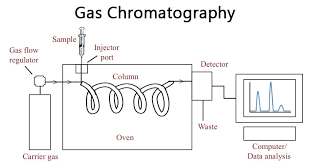 Gas Chromatography
Sample
Gas flow
regulator
Injector
port
Column
Detector
Oven
Waste
Carrier gas
Computer/
Data analysis